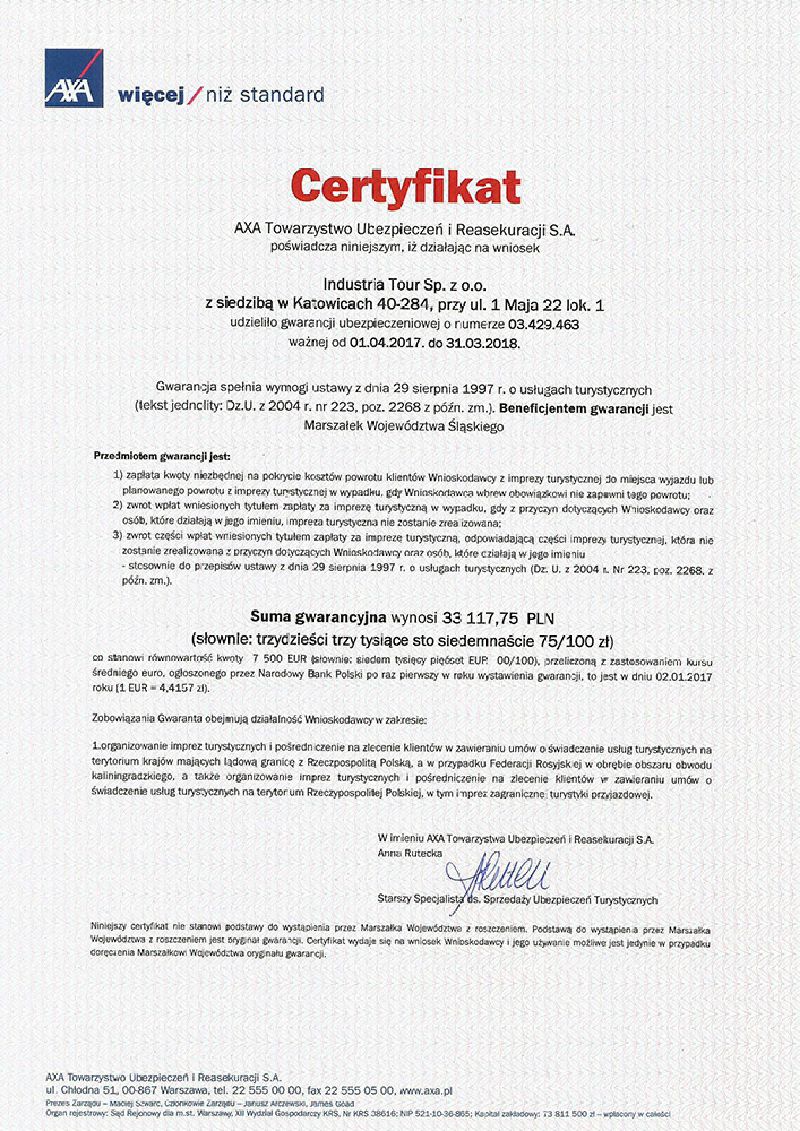 AXA
więcej / niż standard
Certyfikat
AXA Towarzystwo Ubezpieczeń i Reasekuracji S.A.
poświadcza niniejszym, iż działając na wniosek
Industria Tour Sp. z o.o.
z siedzibą w Katowicach 40-284, przy ul. 1 Maja 22 lok. 1
udzieliło gwarancji ubezpieczeniowej o numerze 03.429.463
ważnej od 01.04.2017. do 31.03.2018.
Gwarancja spełnia wymogi ustawy z dnia 29 sierpnia 1997 r. o usługach turystycznych
(tekst jednolity: Dz.U. z 2004 r. nr 223, poz. 2268 z późn. zm.). Beneficjentem gwarancji jest
Marszałek Województwa Śląskiego
Przedmiotem gwarancji jest:
1) zapłata kwoty niezbędnej na pokrycie kosztów powrotu klientów Wnioskodawcy z imprezy turystycznej do miejsca wyjazdu lub
planowanego powrotu z imprezy turystycznej w wypadku, gdy Wnioskodawca wbrew obowiązkowi nie zapewni tego powrotu;
2) zwrot wpłat wniesionych tytułem zapłaty za imprezę turystyczną w wypadku, gdy z przyczyn dotyczących Wnioskodawcy oraz
osób, które działają w jego imieniu, impreza turystyczna nie zostanie zrealizowana;
3) zwrot części wpłat wniesionych tytułem zapłaty za imprezę turystyczną, odpowiadającą części imprezy turystycznej, która nie
zostanie zrealizowana z przyczyn dotyczących Wnioskodawcy oraz osób, które działają w jego imieniu
- stosownie do przepisów ustawy z dnia 29 sierpnia 1997 r. o usługach turystycznych (Dz. U. z 2004 r. Nr 223, poz. 2268, z
późn. zm.).
Suma gwarancyjna wynosi 33 117,75 PLN
(słownie: trzydzieści trzy tysiące sto siedemnaście 75/100 zł)
co stanowi równowartość kwoty 7 500 EUR (słownie: siedem tysięcy pięćset EUR 00/100), przeliczoną z zastosowaniem kursu
średniego euro, ogłoszonego przez Narodowy Bank Polski po raz pierwszy w roku wystawienia gwarancji, to jest w dniu 02.01.2017
roku (1 EUR = 4,4157 zł).
Zobowiązania Gwaranta obejmują działalność Wnioskodawcy w zakresie:
1.organizowanie imprez turystycznych i pośredniczenie na zlecenie klientów w zawieraniu umów o świadczenie usług turystycznych na
terytorium krajów mających lądową granicę z Rzeczpospolitą Polską, a w przypadku Federacji Rosyjskiej w obrębie obszaru obwodu
kaliningradzkiego, a także organizowanie imprez turystycznych i pośredniczenie na zlecenie klientów w zawieraniu umów o
świadczenie usług turystycznych na terytorium Rzeczypospolitej Polskiej, w tym imprez zagranicznej turystyki przyjazdowej.
W imieniu AXA Towarzystwa Ubezpieczeń i Reasekuracji S.A.
Anna Rutecka
Starszy Specjalista ds. Sprzedaży Ubezpieczeń Turystycznych
Niniejszy certyfikat nie stanowi podstawy do wystąpienia przez Marszałka Województwa z roszczeniem. Podstawą do wystąpienia przez Marszałka
Województwa z roszczeniem jest oryginał gwarancji. Certyfikat wydaje się na wniosek Wnioskodawcy i jego używanie możliwe jest jedynie w przypadku
doręczenia Marszałkowi Województwa oryginału gwarancji.
AXA Towarzystwo Ubezpieczeń i Reasekuracji S.A.
ul. Chłodna 51, 00-867 Warszawa, tel. 22 555 00 00, fax 22 555 05 00, www.axa.pl
Prezes Zarządu – Maciej Szwarc, Członkowie Zarządu – Janusz Arczewski, James Goad
Organ rejestrowy: Sąd Rejonowy dla m.st. Warszawy, XII Wydział Gospodarczy KRS, Nr KRS 38616; NIP 521-10-36-865; Kapitał zakładowy: 73 811 500 zł – wpłacony w całości